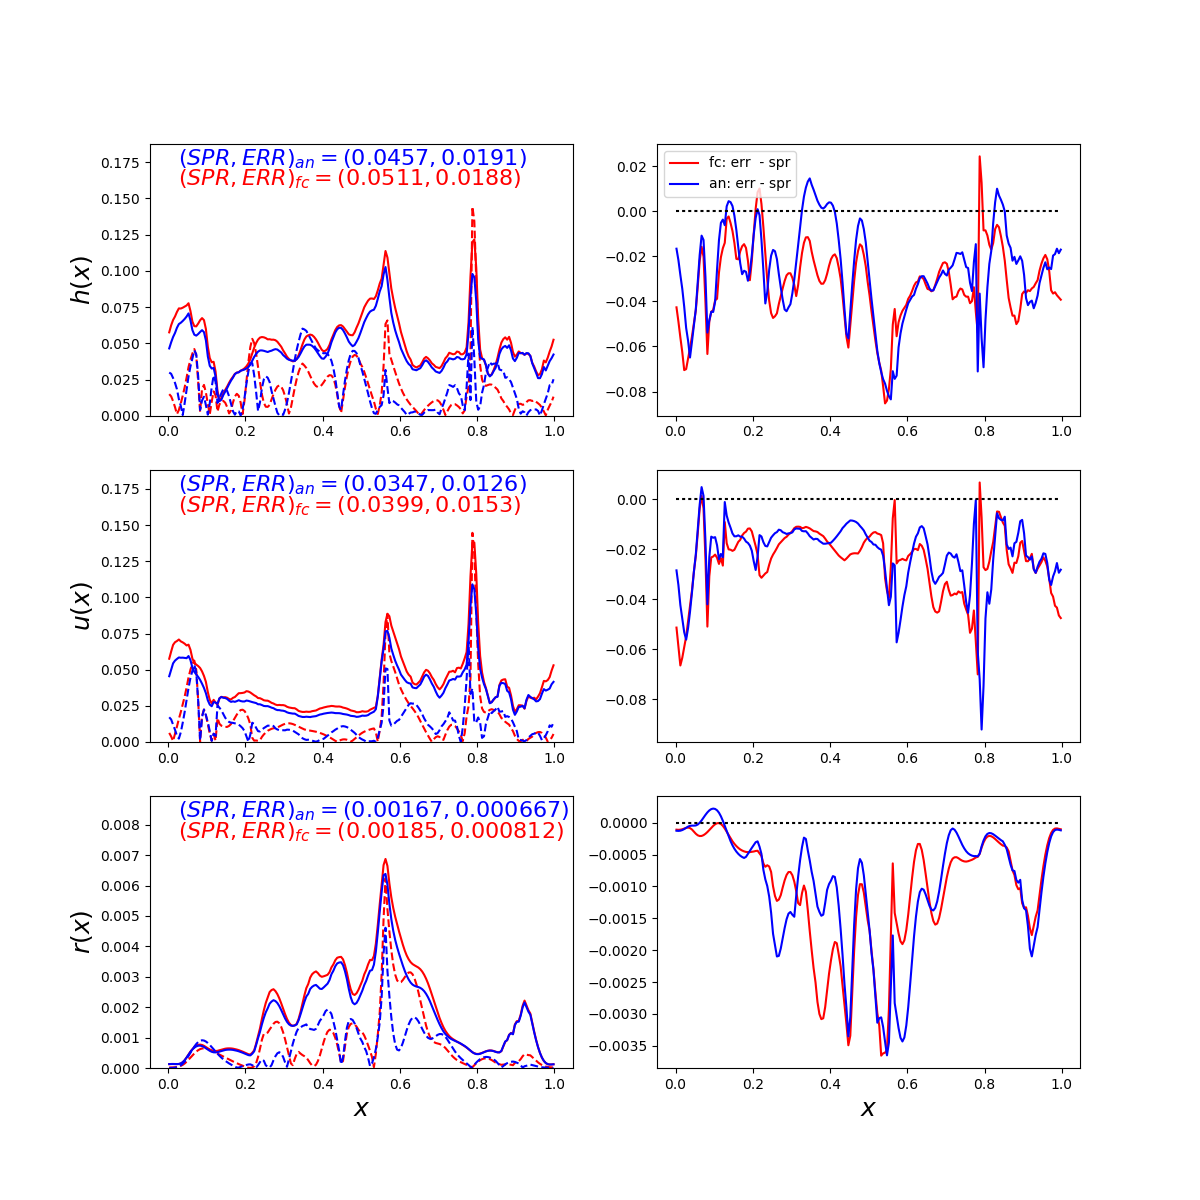 (SPR, ERR)an = (0.0457, 0.0191)
(SPR, ERR)fc = (0.0511, 0.0188)
h(x)
0.175
0.150
0.125
0.100
0.075
0.050
0.025
0.000
0.0 0.2 0.4 0.6 0.8 1.0
fc: err - spr
an: err - spr
0.02
0.00
−0.02
−0.04
−0.06
−0.08
0.0 0.2 0.4 0.6 0.8 1.0
(SPR, ERR)an = (0.0347, 0.0126)
(SPR, ERR)fc = (0.0399, 0.0153)
u(x)
0.175
0.150
0.125
0.100
0.075
0.050
0.025
0.000
0.0 0.2 0.4 0.6 0.8 1.0
0.00
−0.02
−0.04
−0.06
−0.08
0.0 0.2 0.4 0.6 0.8 1.0
(SPR, ERR)an = (0.00167, 0.000667)
(SPR, ERR)fc = (0.00185, 0.000812)
r(x)
0.008
0.007
0.006
0.005
0.004
0.003
0.002
0.001
0.000
0.0 0.2 0.4 0.6 0.8 1.0
x
0.0000
−0.0005
−0.0010
−0.0015
−0.0020
−0.0025
−0.0030
−0.0035
0.0 0.2 0.4 0.6 0.8 1.0
x